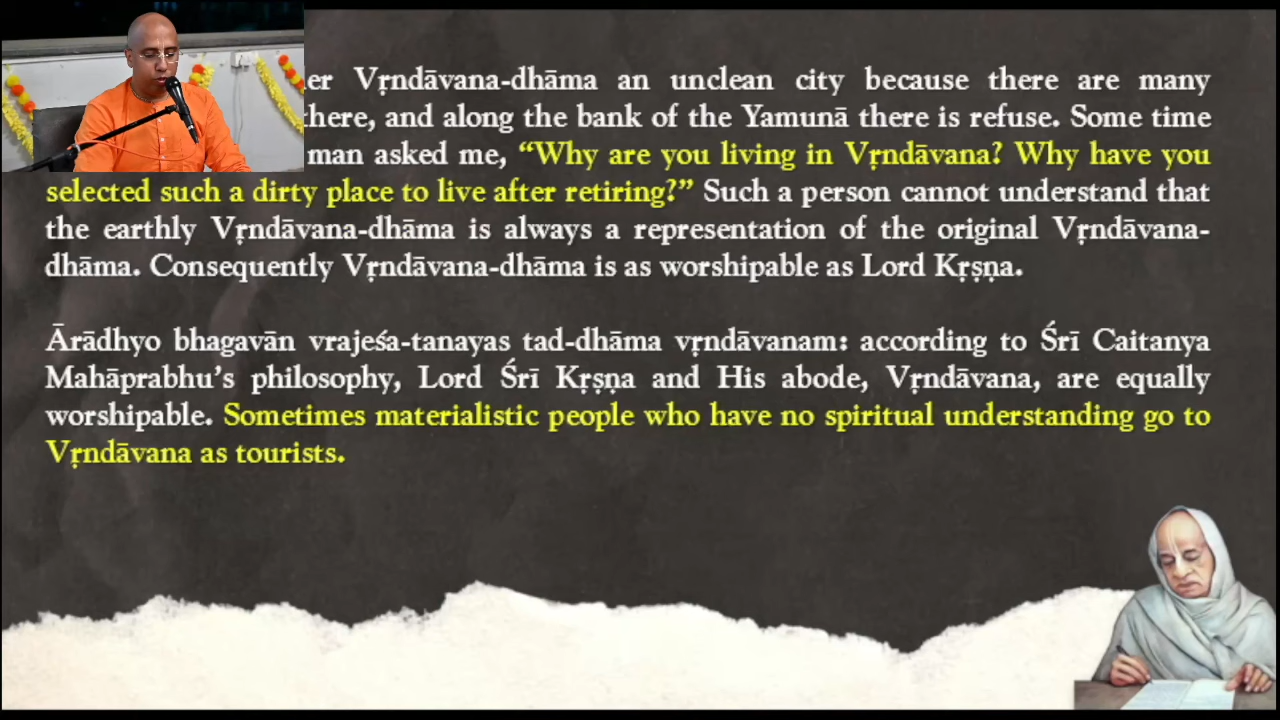 er Vṛndāvana-dhāma an unclean city because there are many
here, and along the bank of the Yamunā there is refuse. Some time
man asked me, “Why are you living in Vṛndāvana? Why have you
selected such a dirty place to live after retiring?” Such a person cannot understand that
the earthly Vṛndāvana-dhāma is always a representation of the original Vṛndāvana-
dhāma. Consequently Vṛndāvana-dhāma is as worshipable as Lord Kṛṣṇa.
Ārādhyo bhagavān vrajeśa-tanayas tad-dhāma vṛndāvanam: according to Śrī Caitanya
Mahāprabhu’s philosophy, Lord Śrī Kṛṣṇa and His abode, Vṛndāvana, are equally
worshipable. Sometimes materialistic people who have no spiritual understanding go to
Vṛndāvana as tourists.